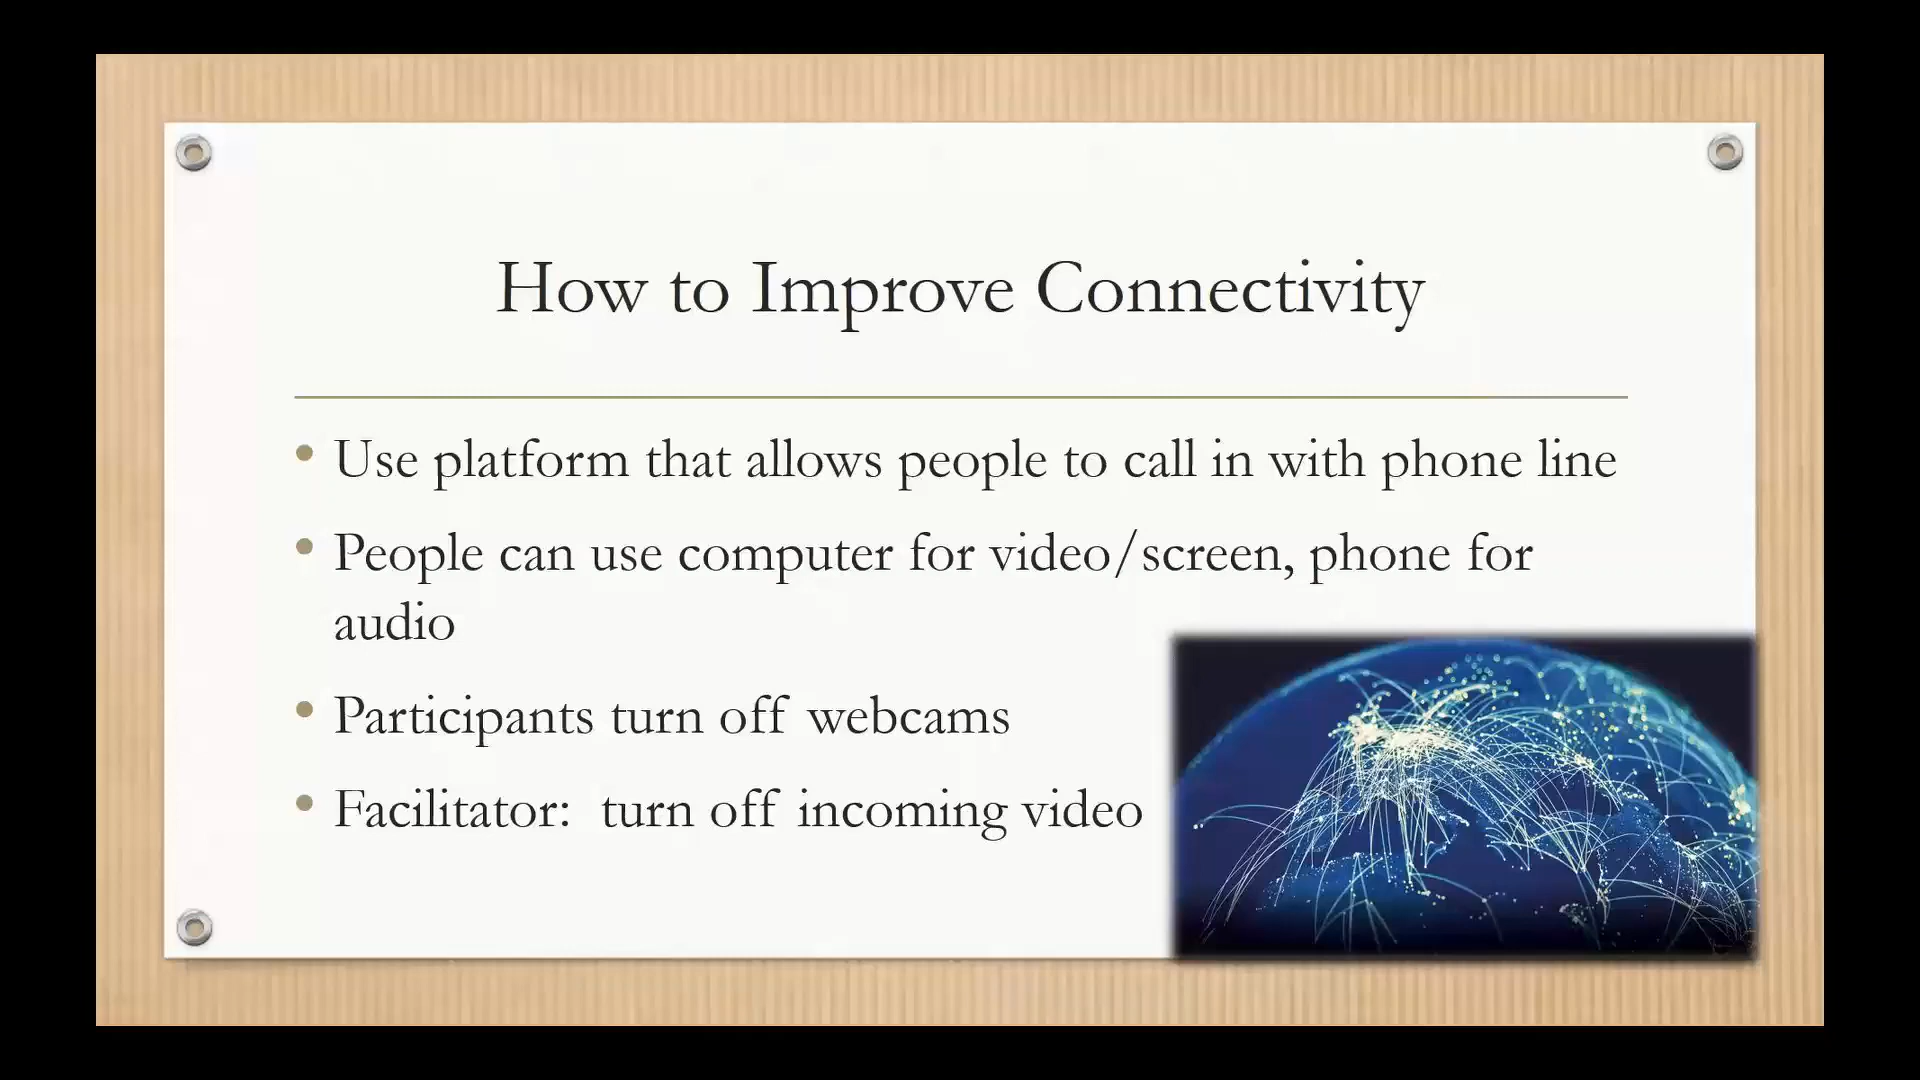 How to Improve Connectivity
• Use platform that allows people to call in with phone line
• People can use computer for video/screen, phone for
audio
• Participants turn off webcams
• Facilitator:  turn off incoming video